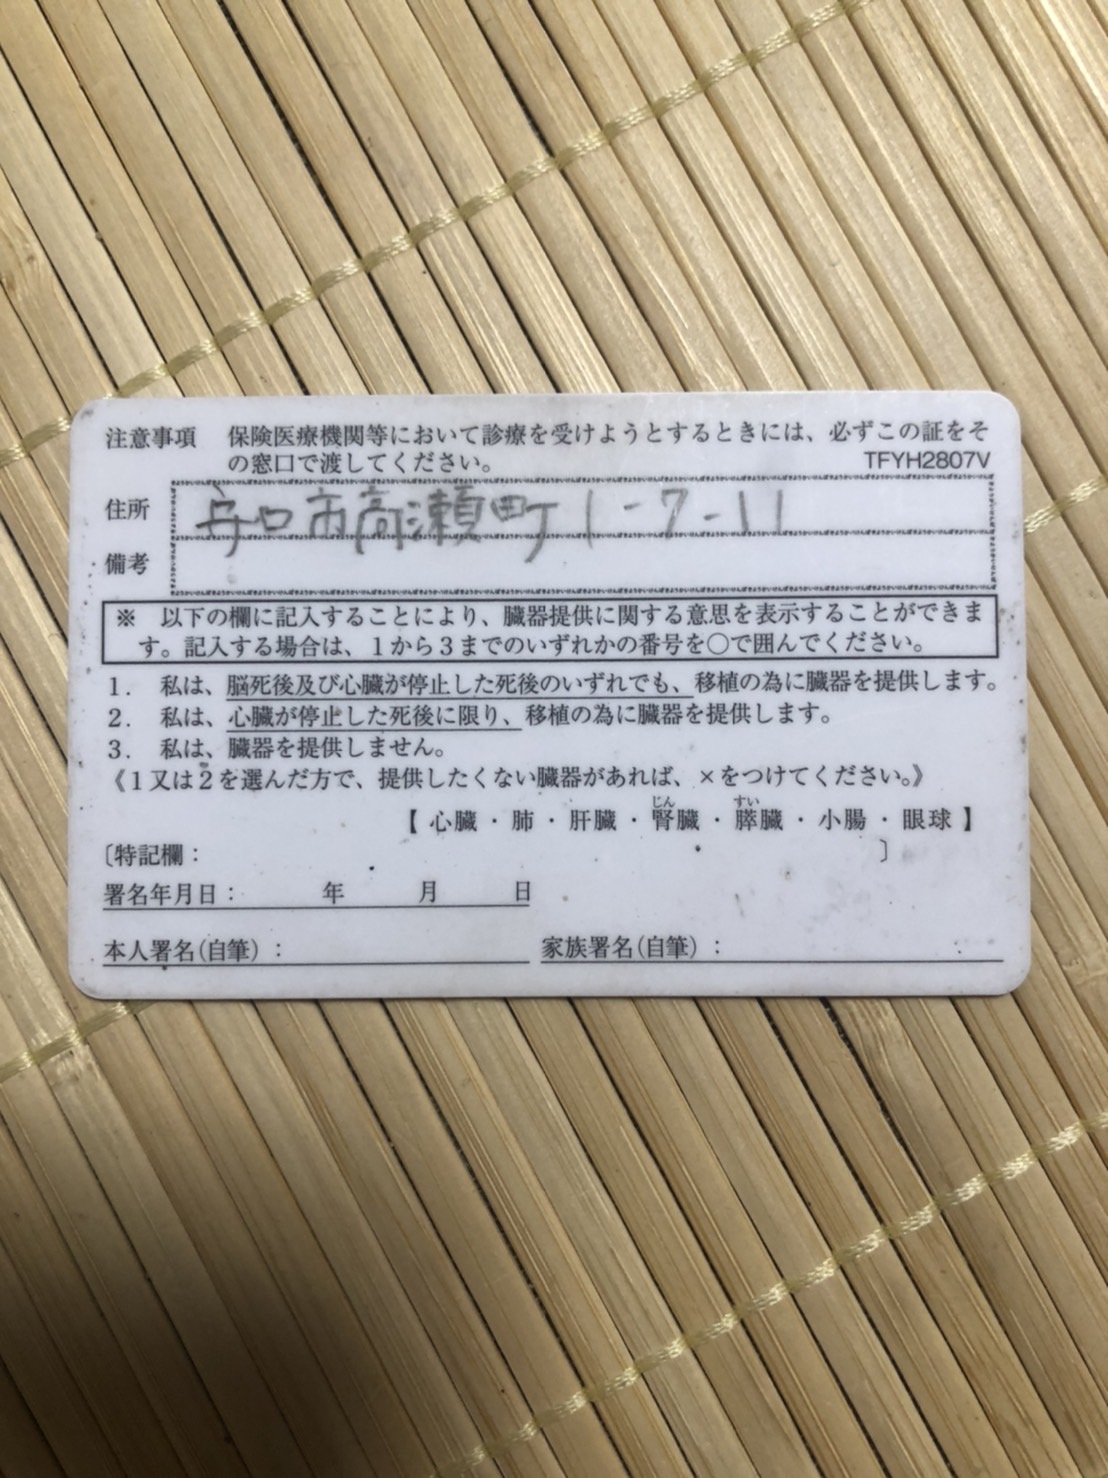 注意事項 保険医療機関等において診療を受けようとするときには、必ずこの証をそ
の窓口で渡してください。 TFYH2807V
住所 守口市高瀬町1-7-11
備考
※ 以下の欄に記入することにより、臓器提供に関する意思を表示することができま
す。記入する場合は、1から3までのいずれかの番号を〇で囲んでください。
1. 私は、脳死後及び心臓が停止した死後のいずれでも、移植の為に臓器を提供します。
2. 私は、心臓が停止した死後に限り、移植の為に臓器を提供します。
3. 私は、臓器を提供しません。
《1又は2を選んだ方で、提供したくない臓器があれば、×をつけてください。》
じん すい
【 心臓 ・ 肺 ・ 肝臓 ・ 腎臓 ・ 膵臓 ・ 小腸 ・ 眼球 】
〔特記欄: 〕
署名年月日: 年 月 日
本人署名(自筆): 家族署名(自筆):